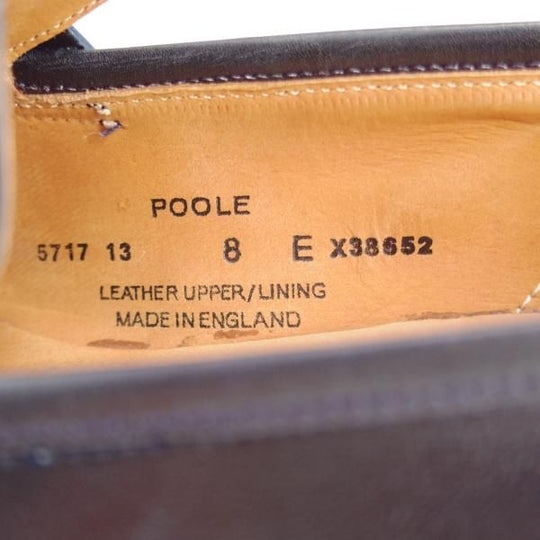 POOLE
5717 13 8 E X38652
LEATHER UPPER/LINING
MADE IN ENGLAND